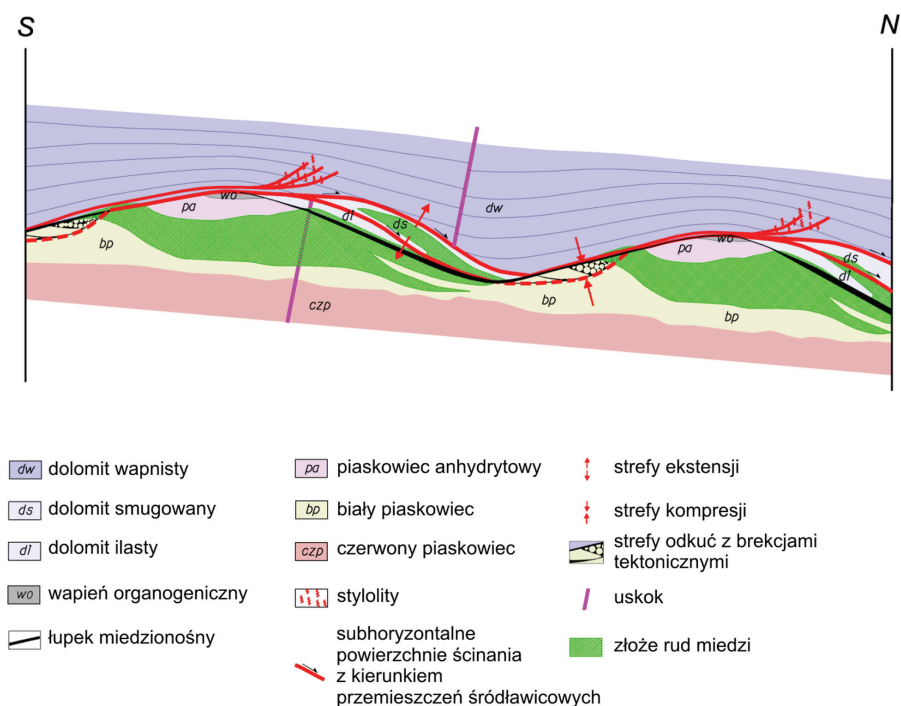 S
N
wo
pa
dl
ds
dw
bp
czp
bp
pa
wo
ds
dl
bp
dw dolomit wapnisty
ds dolomit smugowany
dl dolomit ilasty
wo wapień organogeniczny
łupek miedzionośny
pa piaskowiec anhydrytowy
bp biały piaskowiec
czp czerwony piaskowiec
stylolity
subhoryzontalne
powierzchnie ścinania
z kierunkiem
przemieszczeń śródławicowych
strefy ekstensji
strefy kompresji
strefy odkuć z brekcjami
tektonicznymi
uskok
złoże rud miedzi